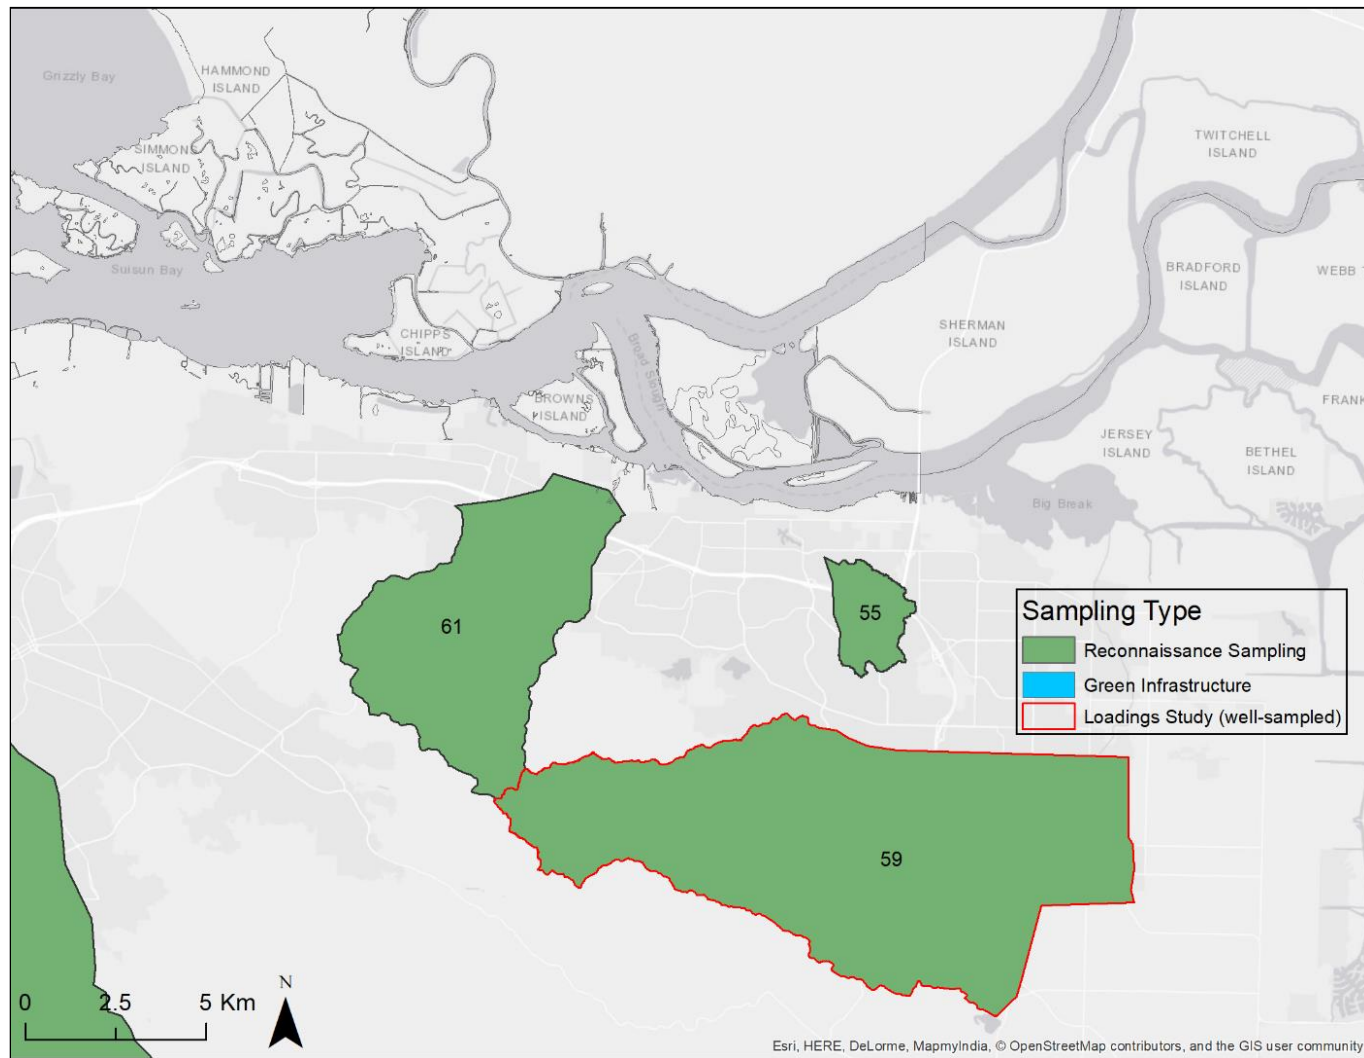 Grizzly Bay
HAMMOND
ISLAND
SIMMONS
ISLAND
TWITCHELL
ISLAND
Suisun Bay
BRADFORD
ISLAND
WEBB T
CHIPPS
ISLAND
SHERMAN
ISLAND
Broad Slough
BROWNS
ISLAND
FRANK
JERSEY
ISLAND
BETHEL
ISLAND
Big Break
61
55
59
Sampling Type
Reconnaissance Sampling
Green Infrastructure
Loadings Study (well-sampled)
N
0 2.5 5 Km
Esri, HERE, DeLorme, MapmyIndia, © OpenStreetMap contributors, and the GIS user community